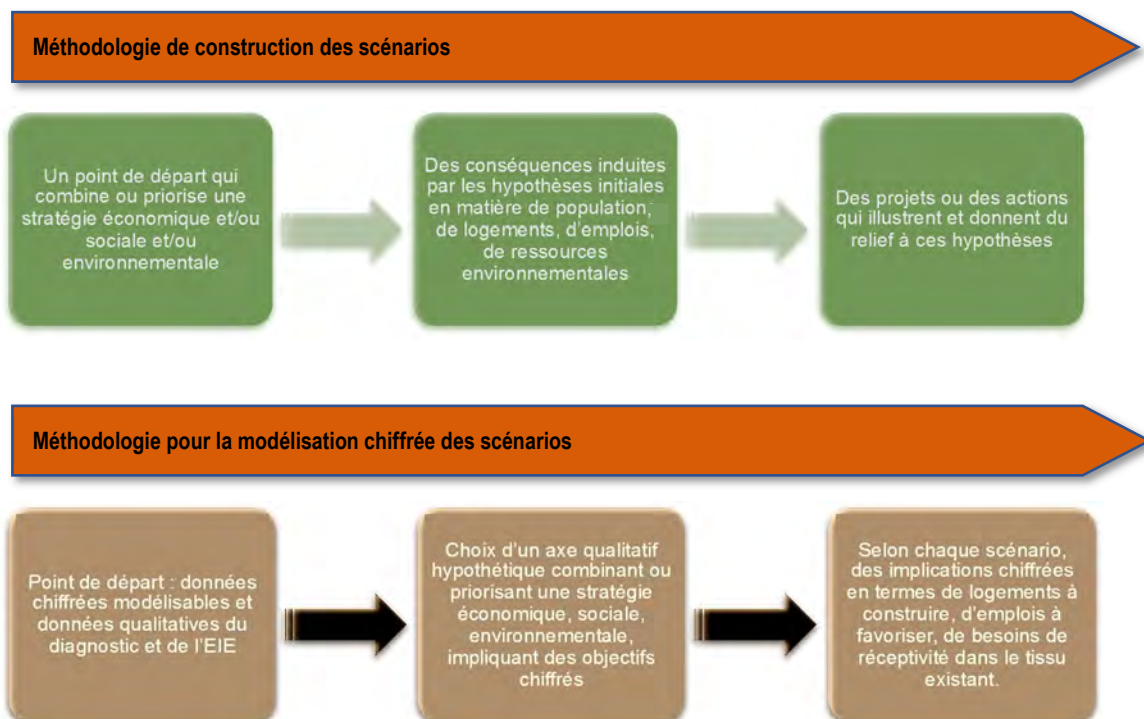 Méthodologie de construction des scénarios
Un point de départ qui
combine ou priorise une
stratégie économique et/ou
sociale et/ou
environnementale
Des conséquences induites
par les hypothèses initiales
en matière de population,
de logements, d'emplois,
de ressources
environnementales
Des projets ou des actions
qui illustrent et donnent du
relief à ces hypothèses
Méthodologie pour la modélisation chiffrée des scénarios
Point de départ : données
chiffrées modélisables et
données qualitatives du
diagnostic et de l'EIE
Choix d'un axe qualitatif
hypothétique combinant ou
priorisant une stratégie
économique, sociale,
environnementale,
impliquant des objectifs
chiffrés
Selon chaque scénario,
des implications chiffrées
en termes de logements à
construire, d'emplois à
favoriser, de besoins de
réceptivité dans le tissu
existant.